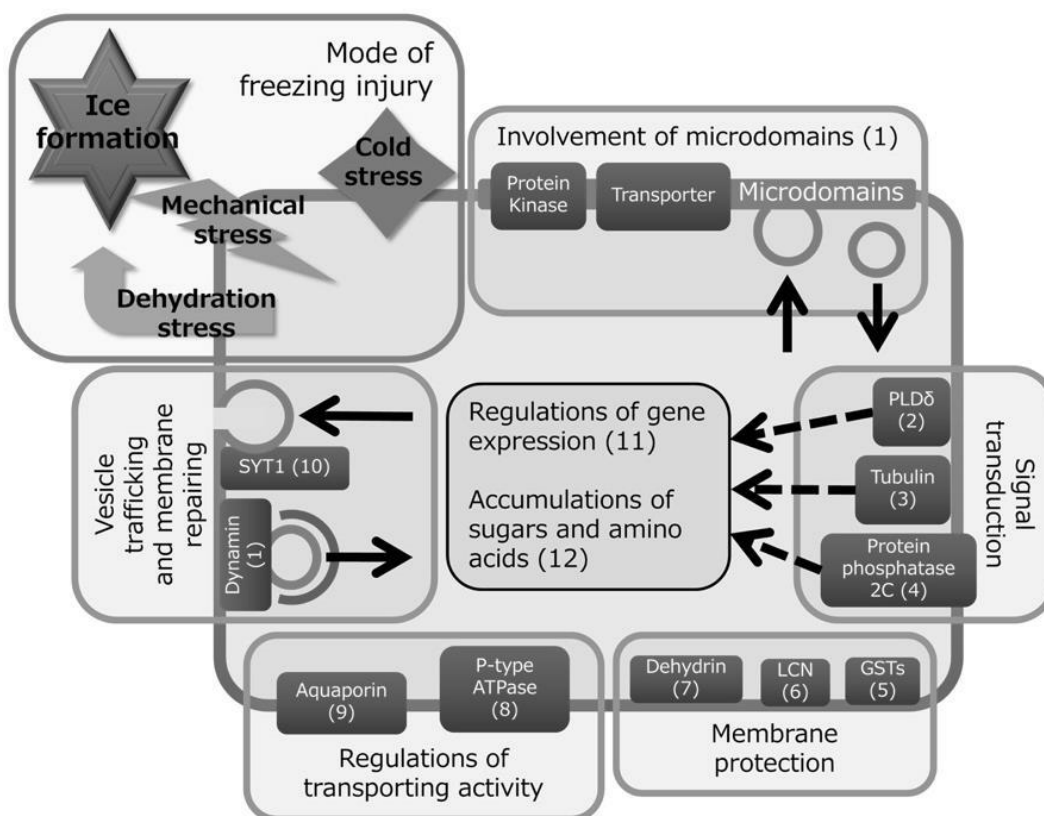 Mode of
freezing injury
Ice
formation
Cold
stress
Mechanical
stress
Dehydration
stress
Involvement of microdomains (1)
Protein
Kinase
Transporter
Microdomains
Vesicle
trafficking
and membrane
repairing
SYT1 (10)
Dynamin
(1)
Regulations of gene
expression (11)
Accumulations of
sugars and amino
acids (12)
PLDδ
(2)
Tubulin
(3)
Protein
phosphatase
2C (4)
Signal
transduction
Aquaporin
(9)
P-type
ATPase
(8)
Regulations of
transporting activity
Dehydrin
(7)
LCN
(6)
GSTs
(5)
Membrane
protection